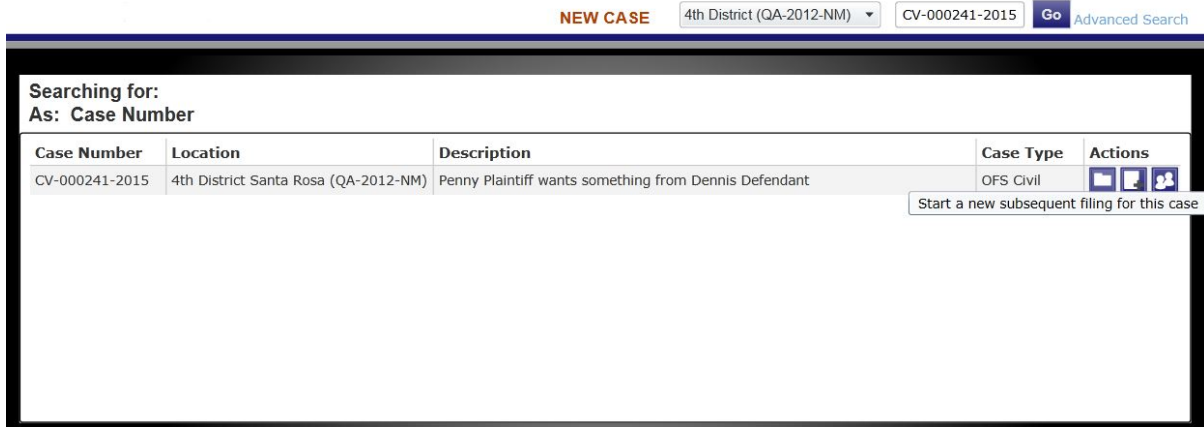 NEW CASE 4th District (QA-2012-NM) CV-000241-2015 Go Advanced Search
Searching for:
As: Case Number
Case Number Location Description Case Type Actions
CV-000241-2015 4th District Santa Rosa (QA-2012-NM) Penny Plaintiff wants something from Dennis Defendant OFS Civil
Start a new subsequent filing for this case